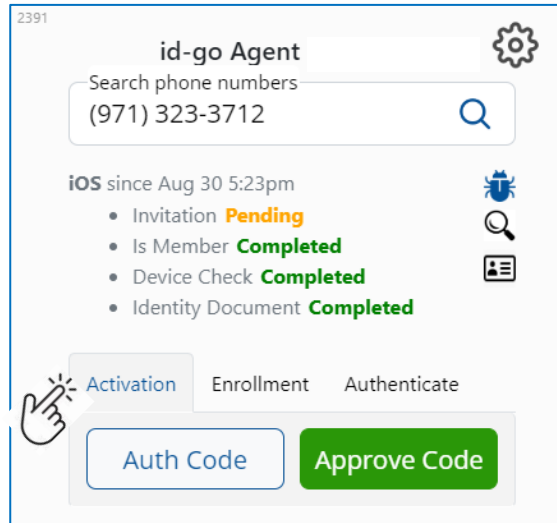 2391
id-go Agent
Search phone numbers
(971) 323-3712
iOS since Aug 30 5:23pm
Invitation Pending
Is Member Completed
Device Check Completed
Identity Document Completed
Activation Enrollment Authenticate
Auth Code Approve Code